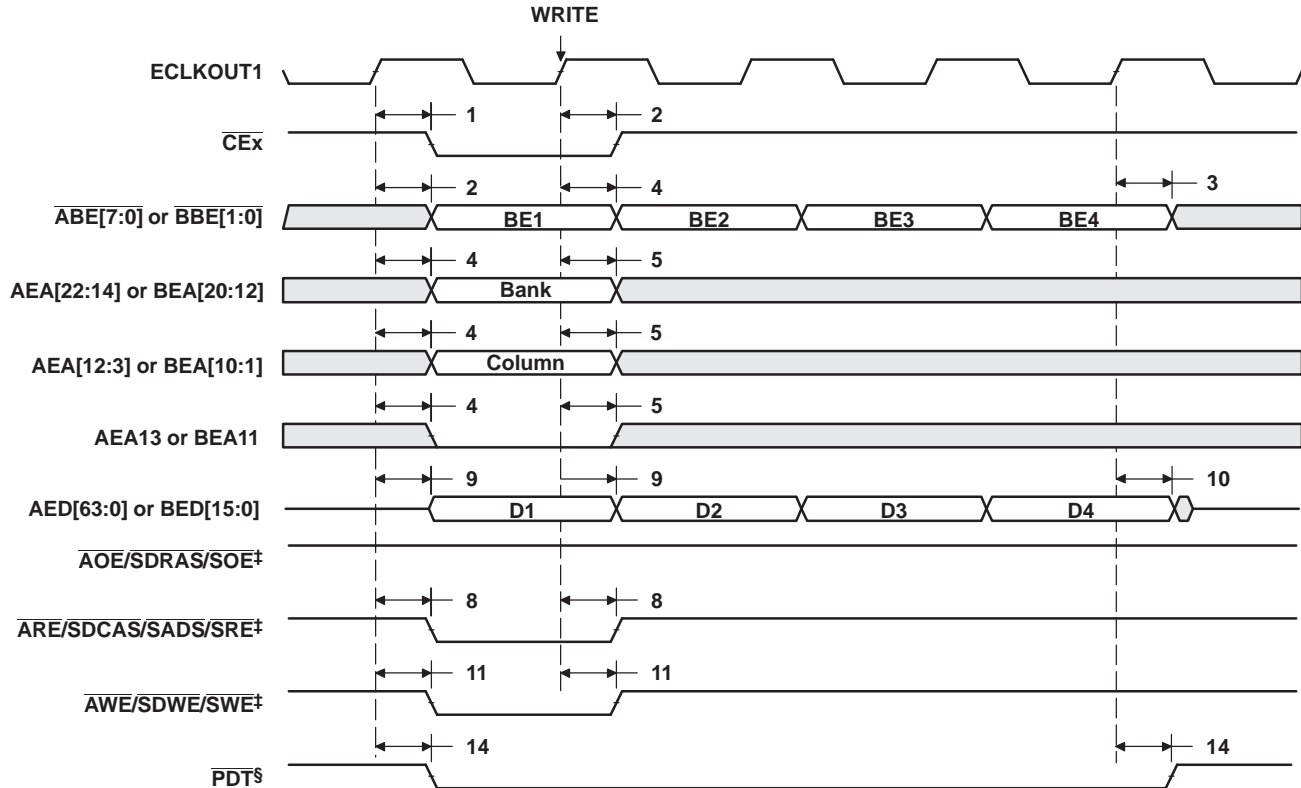 WRITE
ECLKOUT1
1 2
CEx
2 4 3
ABE[7:0] or BBE[1:0] BE1 BE2 BE3 BE4
4 5
AEA[22:14] or BEA[20:12] Bank
4 5
AEA[12:3] or BEA[10:1] Column
4 5
AEA13 or BEA11
9 9 10
AED[63:0] or BED[15:0] D1 D2 D3 D4
AOE/SDRAS/SOE‡
8 8
ARE/SDCAS/SADS/SRE‡
11 11
AWE/SDWE/SWE‡
14 14
PDT§